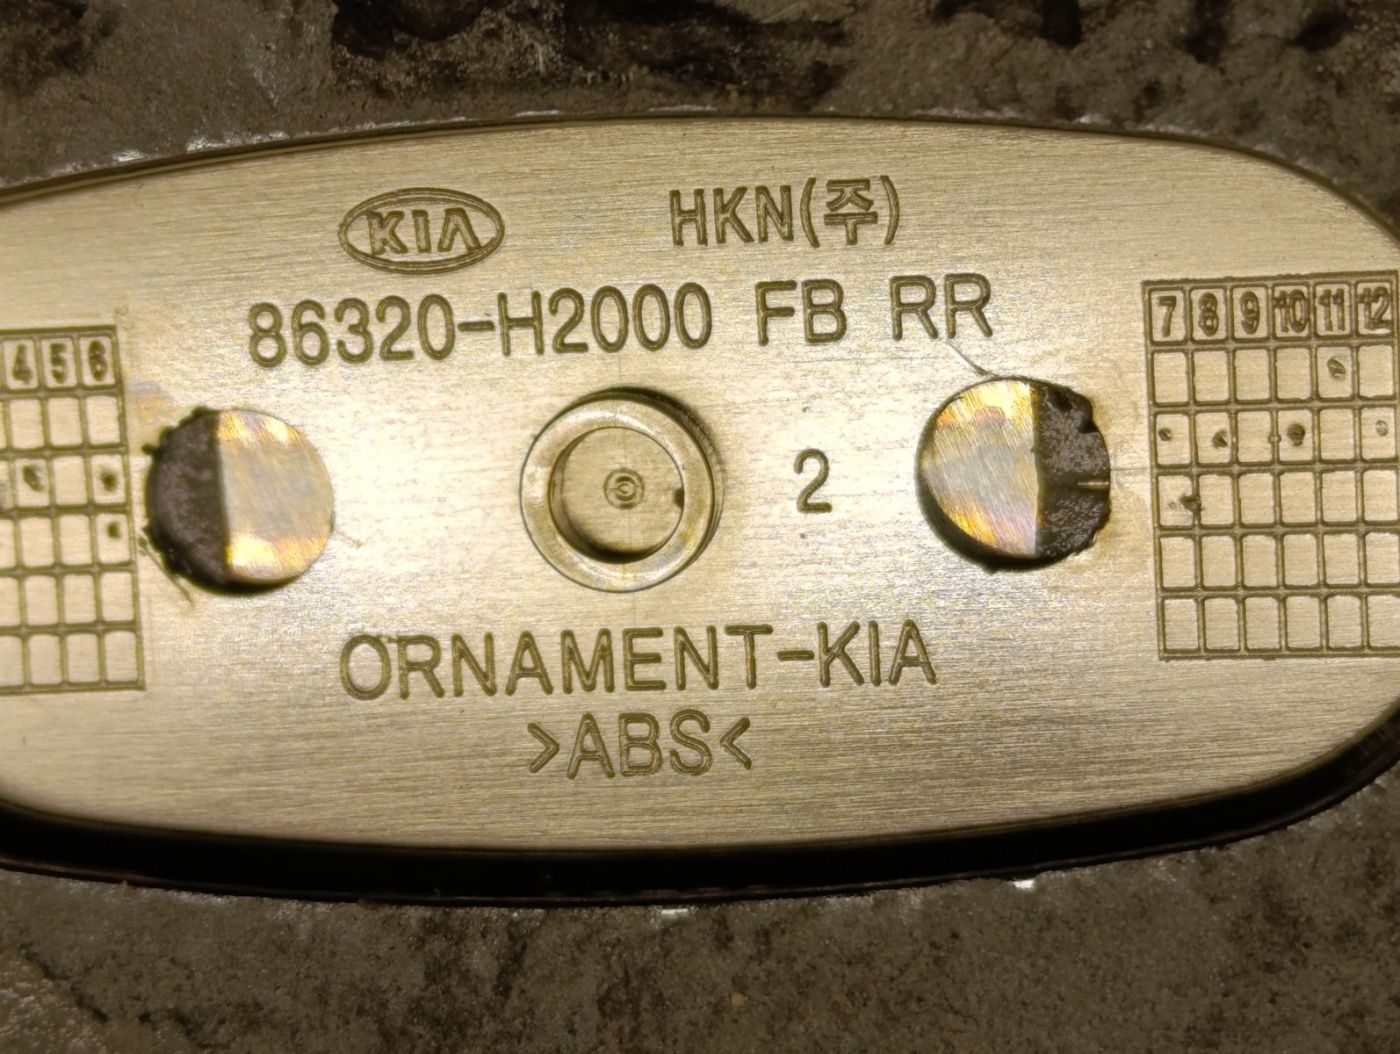 KIA HKN(주)
86320-H2000 FB RR
4 5 6
7 8 9 10 11 12
2
ORNAMENT-KIA
>ABS<